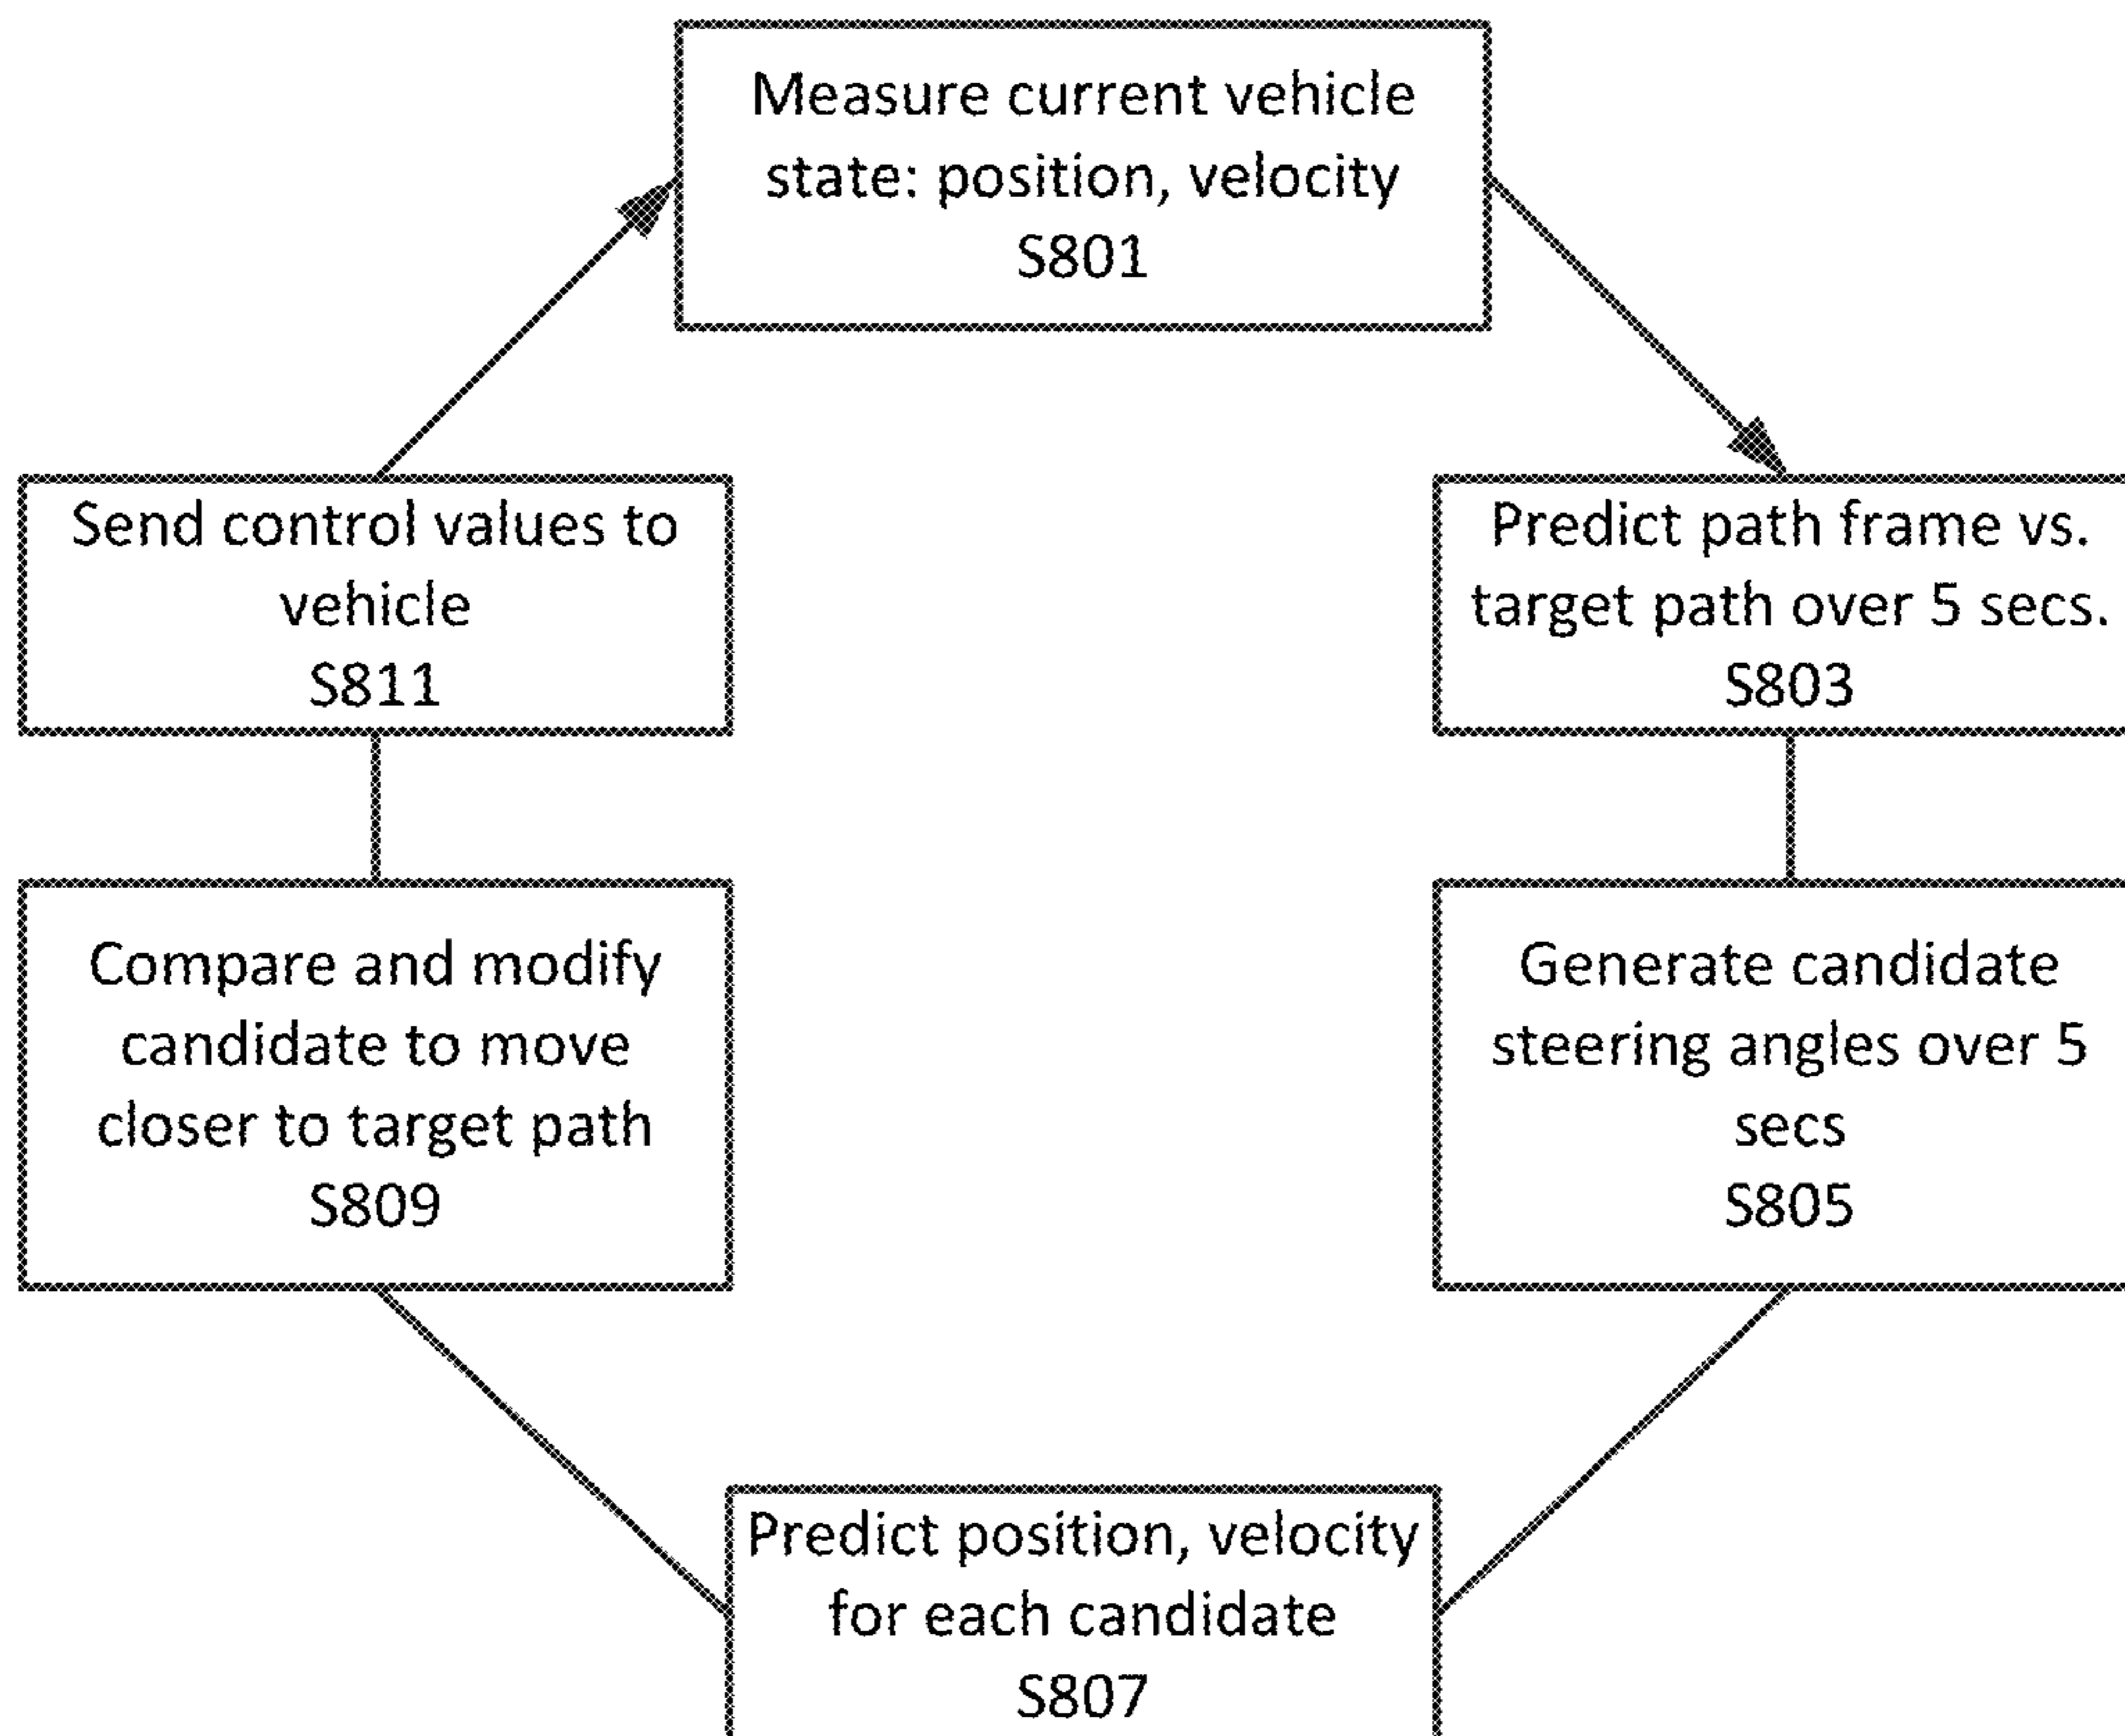 Measure current vehicle
state: position, velocity
S801
Send control values to
vehicle
S811
Predict path frame vs.
target path over 5 secs.
S803
Compare and modify
candidate to move
closer to target path
S809
Generate candidate
steering angles over 5
secs
S805
Predict position, velocity
for each candidate
S807